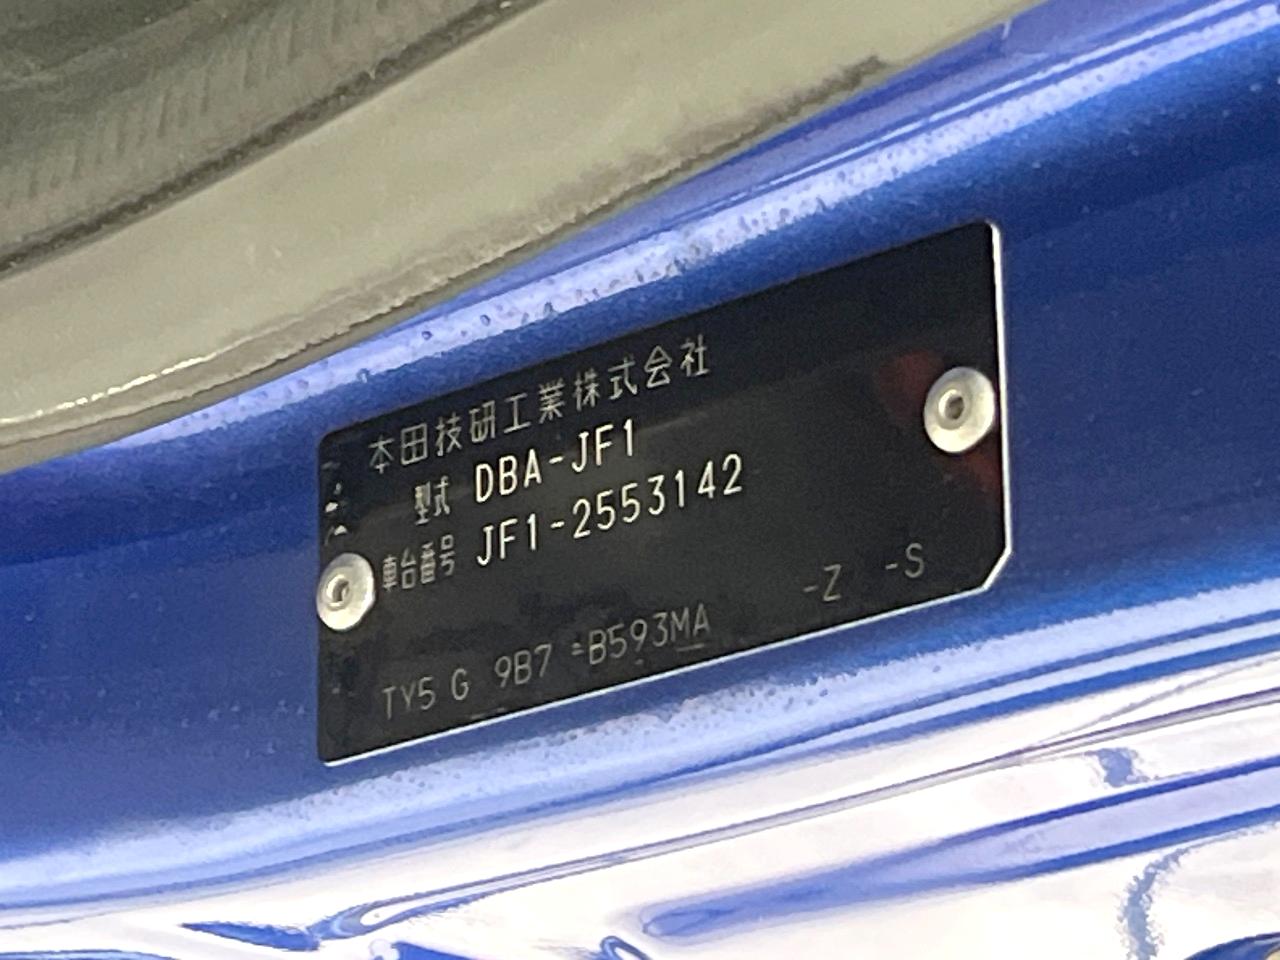 本田技研工業株式会社
型式 DBA-JF1
車台番号 JF1-2553142
TY5 G 9B7 =B593MA -Z -S